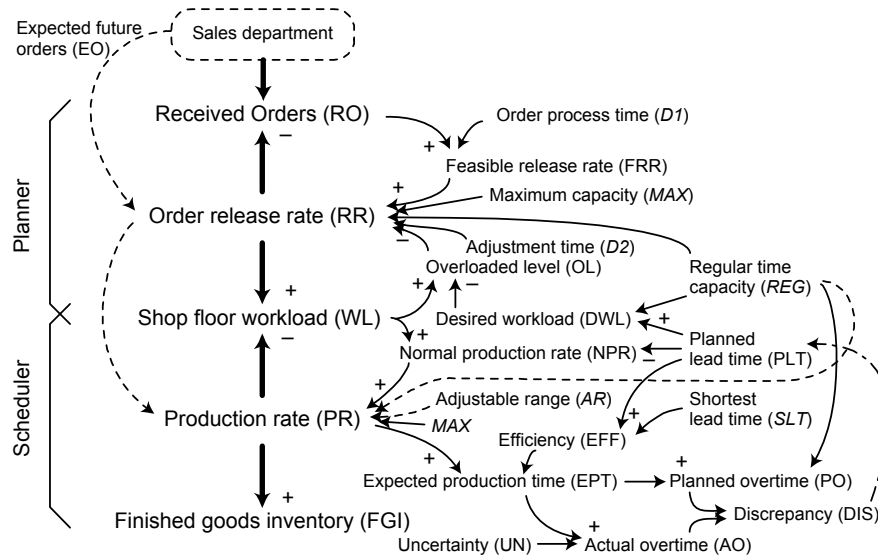 Expected future
orders (EO)
Sales department
Planner
Scheduler
Received Orders (RO)
Order process time (D1)
–
+
Feasible release rate (FRR)
+
Maximum capacity (MAX)
Order release rate (RR)
–
Adjustment time (D2)
Overloaded level (OL)
Regular time
capacity (REG)
+
+
–
Shop floor workload (WL)
Desired workload (DWL)
+
–
+
Normal production rate (NPR)
–
Planned
lead time (PLT)
+
Adjustable range (AR)
Shortest
lead time (SLT)
Production rate (PR)
MAX
+
Efficiency (EFF)
+
+
Expected production time (EPT)
Planned overtime (PO)
+
Finished goods inventory (FGI)
Discrepancy (DIS)
+
Uncertainty (UN)
Actual overtime (AO)